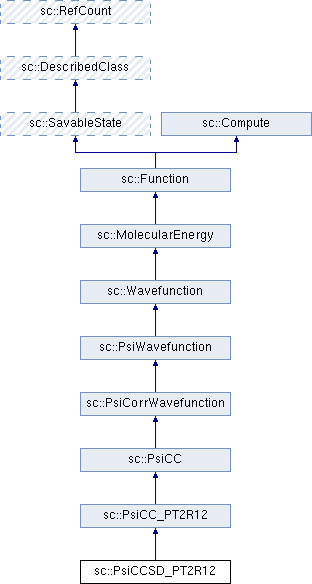 sc::RefCount
sc::DescribedClass
sc::SavableState
sc::Compute
sc::Function
sc::MolecularEnergy
sc::Wavefunction
sc::PsiWavefunction
sc::PsiCorrWavefunction
sc::PsiCC
sc::PsiCC_PT2R12
sc::PsiCCSD_PT2R12